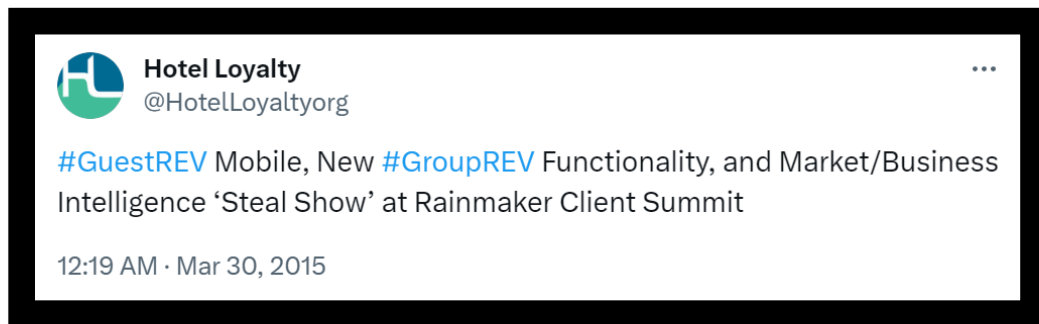 Hotel Loyalty
@HotelLoyaltyorg
#GuestREV Mobile, New #GroupREV Functionality, and Market/Business
Intelligence ‘Steal Show’ at Rainmaker Client Summit
12:19 AM · Mar 30, 2015